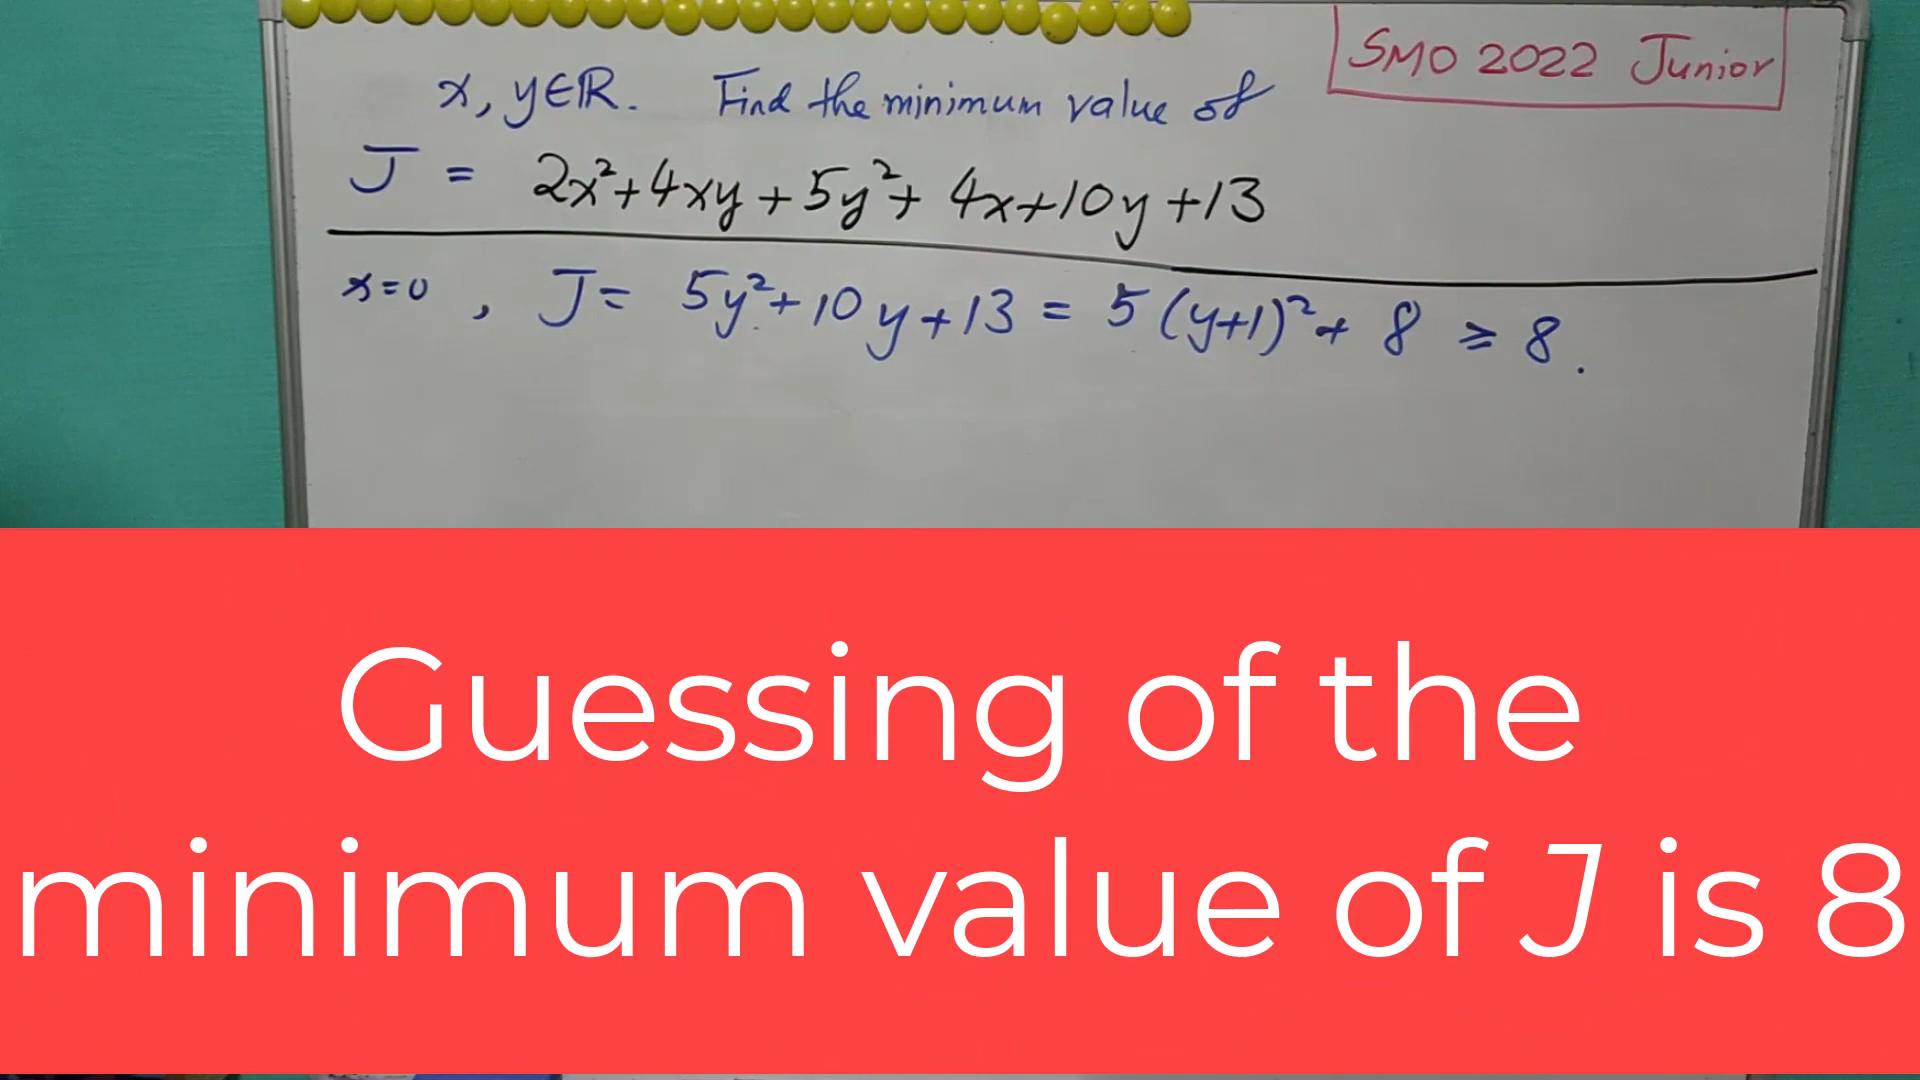 SMO 2022 Junior
x, y∈ℝ. Find the minimum value of
J = 2x²+4xy+5y²+ 4x+10y+13
x=0 , J= 5y²+10y+13 = 5(y+1)²+ 8 ≥ 8.
Guessing of the
minimum value of J is 8